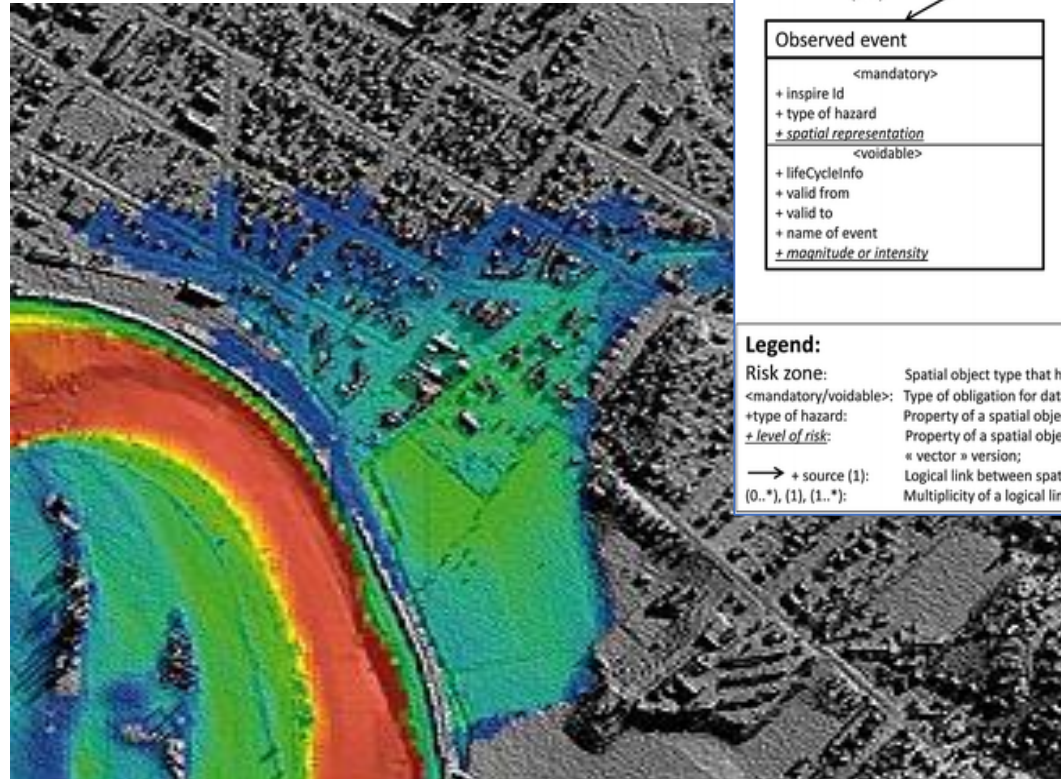 Observed event
<mandatory>
+ inspire Id
+ type of hazard
+ spatial representation
<voidable>
+ lifeCycleInfo
+ valid from
+ valid to
+ name of event
+ magnitude or intensity
Legend:
Risk zone: Spatial object type that h
<mandatory/voidable>: Type of obligation for dat
+type of hazard: Property of a spatial obje
+ level of risk: Property of a spatial obje
« vector » version;
+ source (1): Logical link between spat
(0..*), (1), (1..*): Multiplicity of a logical lin